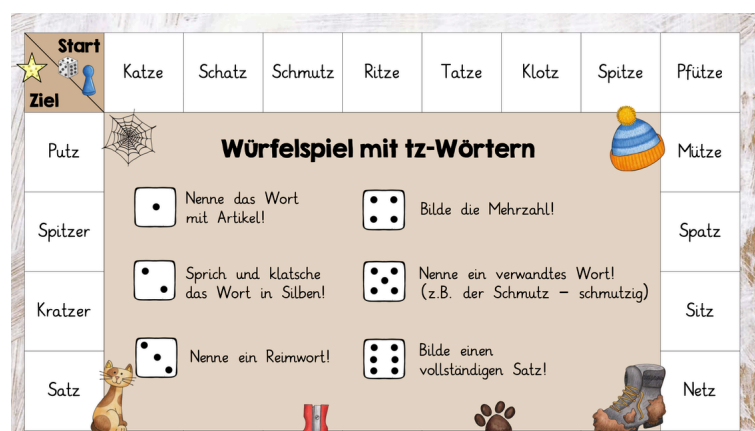 Start
Ziel
Katze
Schatz
Schmutz
Ritze
Tatze
Klotz
Spitze
Pfütze
Putz
Würfelspiel mit tz-Wörtern
Mütze
Nenne das Wort
mit Artikel!
Bilde die Mehrzahl!
Spitzer
Spatz
Sprich und klatsche
das Wort in Silben!
Nenne ein verwandtes Wort!
(z.B. der Schmutz – schmutzig)
Kratzer
Sitz
Nenne ein Reimwort!
Bilde einen
vollständigen Satz!
Satz
Netz